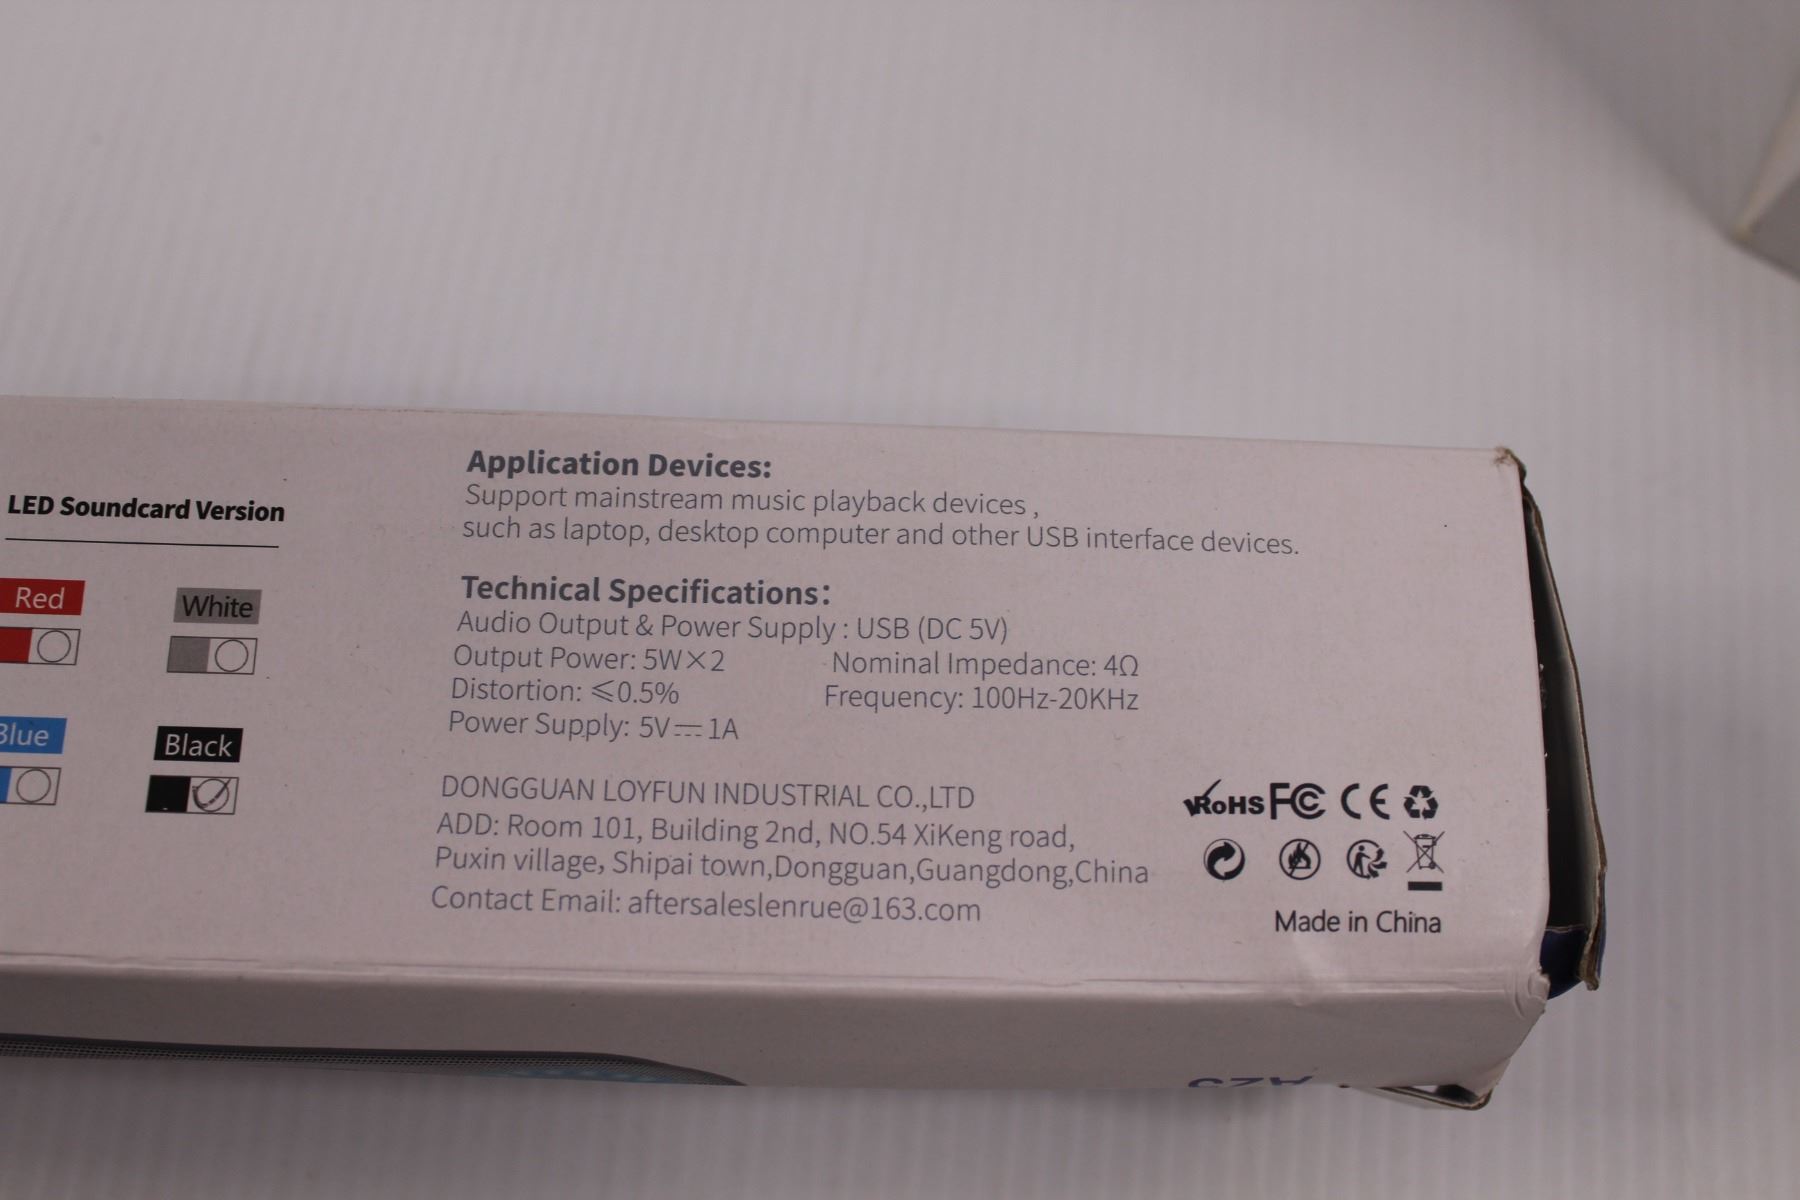 LED Soundcard Version
Red
White
Blue
Black
Application Devices:
Support mainstream music playback devices ,
such as laptop, desktop computer and other USB interface devices.
Technical Specifications:
Audio Output & Power Supply : USB (DC 5V)
Output Power: 5W×2 Nominal Impedance: 4Ω
Distortion: ⩽0.5% Frequency: 100Hz-20KHz
Power Supply: 5V⎓1A
DONGGUAN LOYFUN INDUSTRIAL CO.,LTD
ADD: Room 101, Building 2nd, NO.54 XiKeng road,
Puxin village, Shipai town,Dongguan,Guangdong,China
Contact Email: aftersaleslenrue@163.com
RoHS FC CE
Made in China